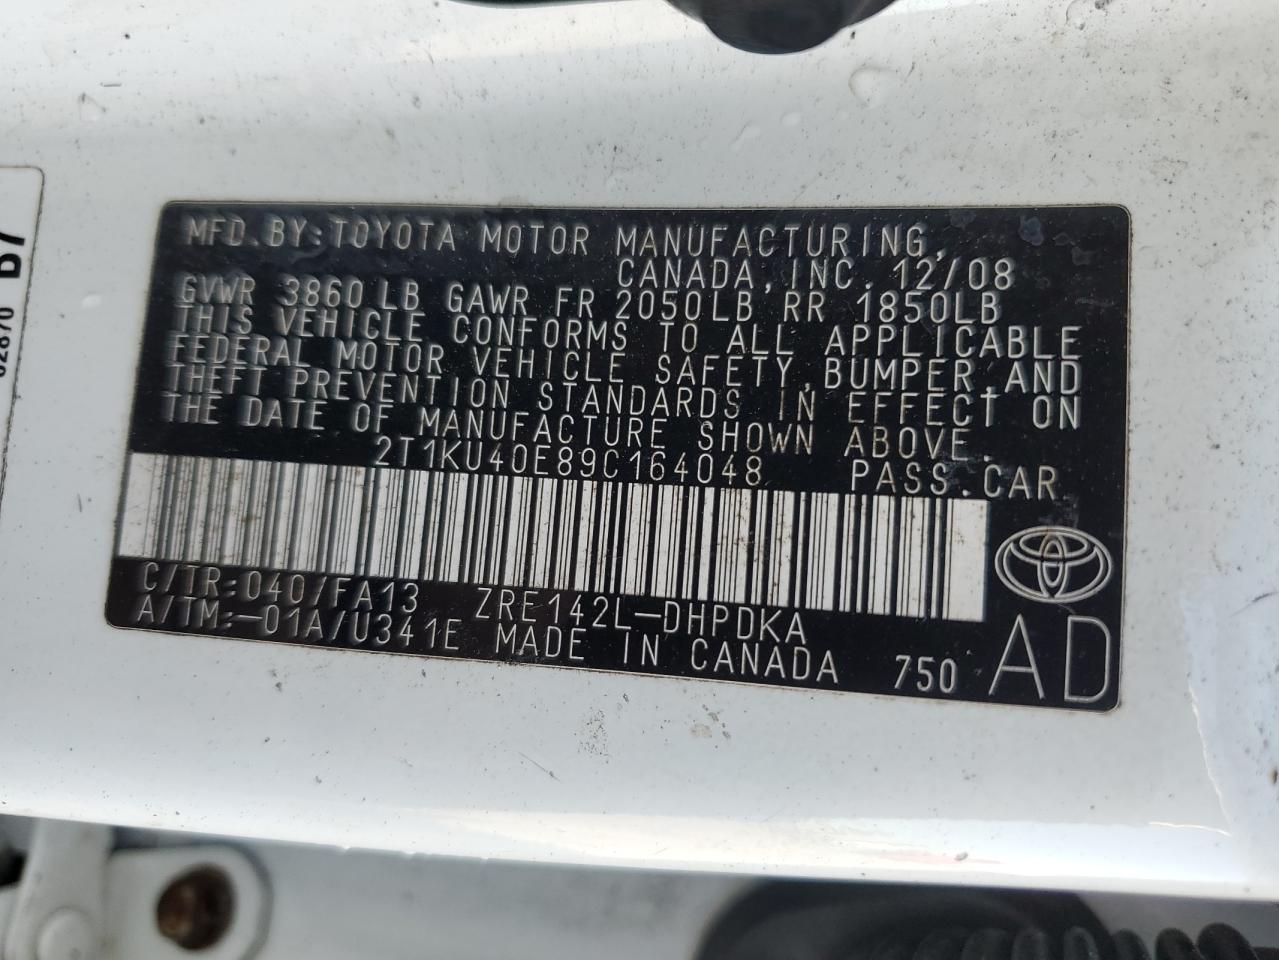 MFD.BY:TOYOTA MOTOR MANUFACTURING,
CANADA,INC. 12/08
GVWR 3860LB GAWR FR 2050LB RR 1850LB
THIS VEHICLE CONFORMS TO ALL APPLICABLE
FEDERAL MOTOR VEHICLE SAFETY,BUMPER,AND
THEFT PREVENTION STANDARDS IN EFFECT ON
THE DATE OF MANUFACTURE SHOWN ABOVE.
2T1KU40E89C164048 PASS.CAR
C/TR:040/FA13 ZRE142L-DHPDKA
A/TM:-01A/U341E MADE IN CANADA 750 AD
02870 B7